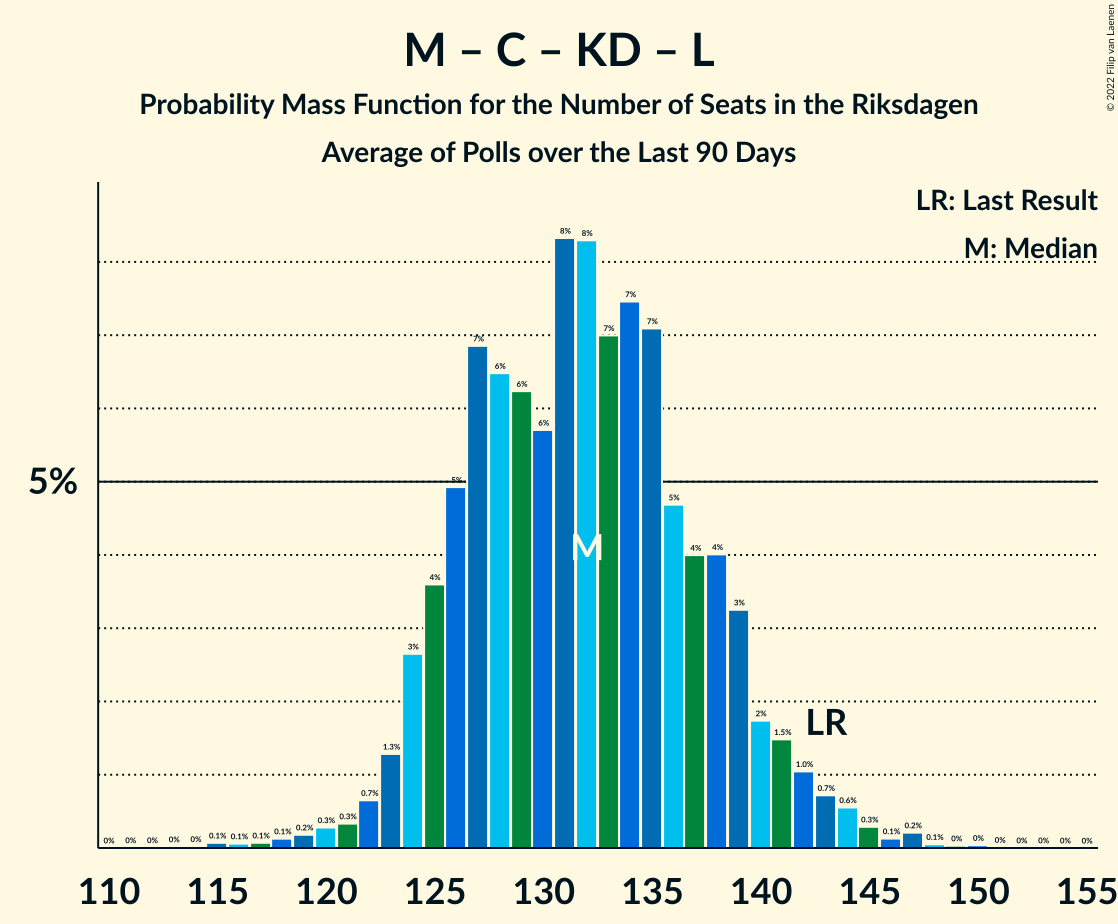 © 2022 Filip van Laenen
M – C – KD – L
Probability Mass Function for the Number of Seats in the Riksdagen
Average of Polls over the Last 90 Days
LR: Last Result
M: Median
5%
0% 0% 0% 0% 0% 0.1% 0.1% 0.1% 0.1% 0.2% 0.3% 0.3% 0.7% 1.3% 3% 4% 5% 7% 6% 6% 6% 8% 8% 7% 7% 7% 5% 4% 4% 3% 2% 1.5% 1.0% 0.7% 0.6% 0.3% 0.1% 0.2% 0.1% 0% 0% 0% 0% 0% 0% 0%
M
LR
110 115 120 125 130 135 140 145 150 155